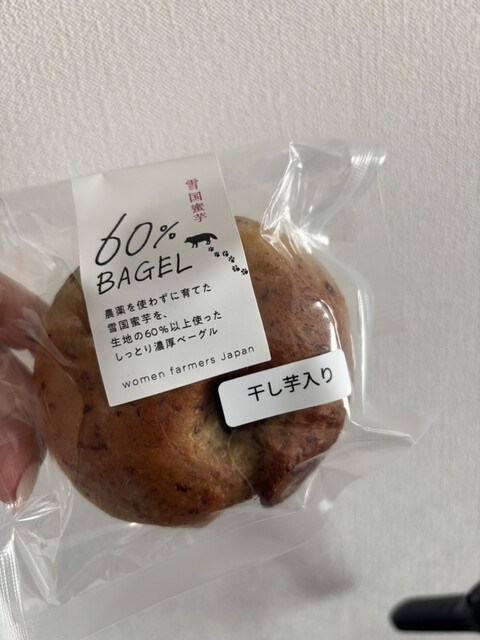 雪国蜜芋
60%
BAGEL
農薬を使わずに育てた
雪国蜜芋を、
生地の60%以上使った
しっとり濃厚ベーグル
women farmers Japan
干し芋入り